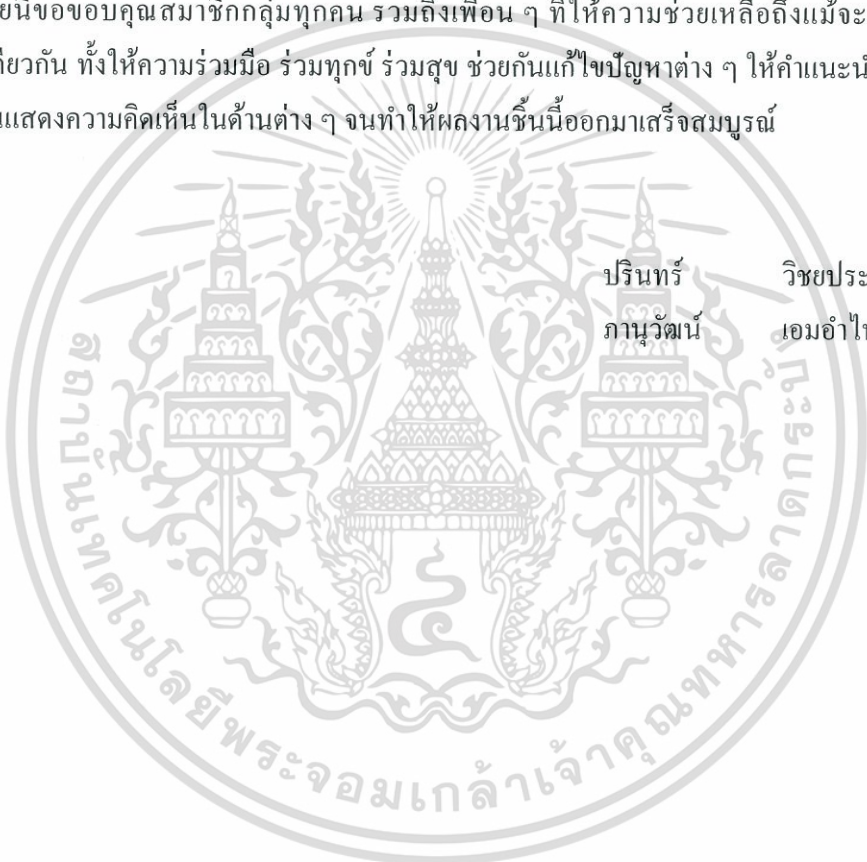 ยนี้ขอขอบคุณสมาชิกกลุ่มทุกคน รวมถึงเพื่อน ๆ ที่ให้ความช่วยเหลือถึงแม้จะ
กียวกัน ทั้งให้ความร่วมมือ ร่วมทุกข์ ร่วมสุข ช่วยกันแก้ไขปัญหาต่าง ๆ ให้คำแนะนำ
แสดงความคิดเห็นในด้านต่าง ๆ จนทำให้ผลงานชิ้นนี้ออกมาเสร็จสมบูรณ์
ปรินทร์ วิชยประ
ภานุวัฒน์ เอมอำไ
สถาบันเทคโนโลยีพระจอมเกล้าเจ้าคุณทหารลาดกระบัง
๔